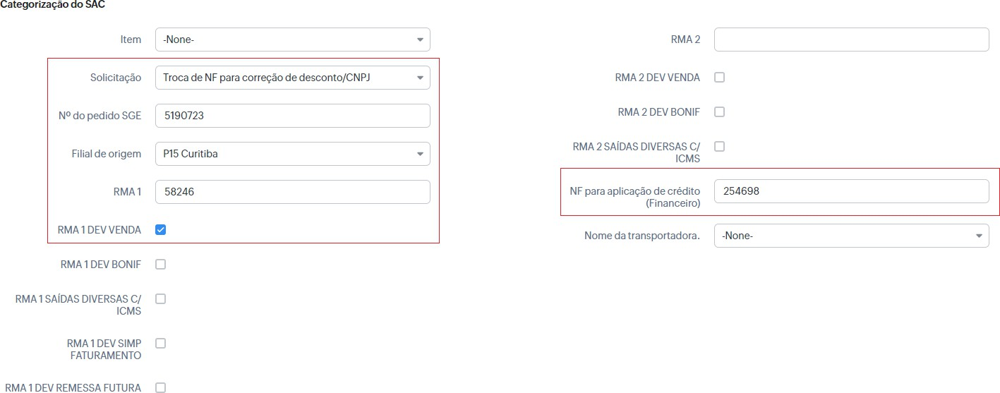 Categorização do SAC
Item
-None-
Solicitação
Troca de NF para correção de desconto/CNPJ
Nº do pedido SGE
5190723
Filial de origem
P15 Curitiba
RMA 1
58246
RMA 1 DEV VENDA
RMA 1 DEV BONIF
RMA 1 SAÍDAS DIVERSAS C/
ICMS
RMA 1 DEV SIMP
FATURAMENTO
RMA 1 DEV REMESSA FUTURA
RMA 2
RMA 2 DEV VENDA
RMA 2 DEV BONIF
RMA 2 SAÍDAS DIVERSAS C/
ICMS
NF para aplicação de crédito
(Financeiro)
254698
Nome da transportadora.
-None-